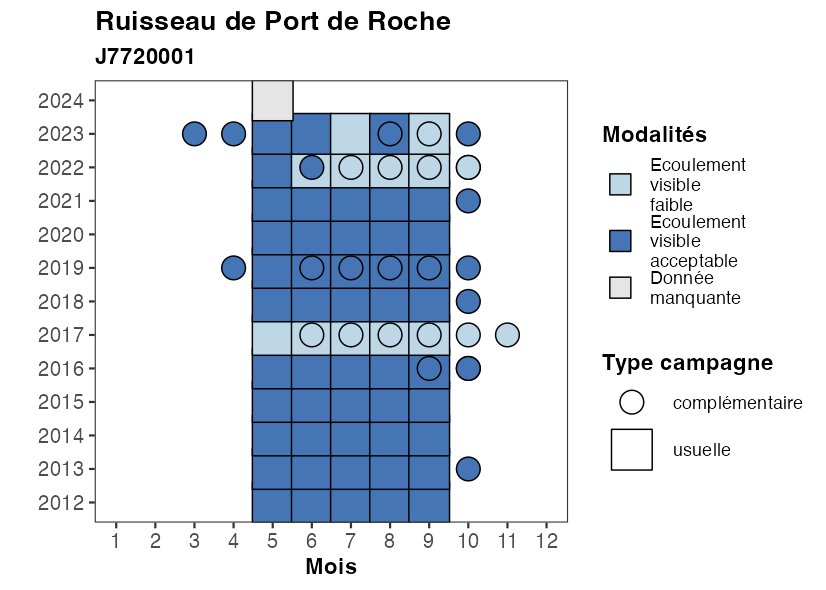 Ruisseau de Port de Roche
J7720001
2024
2023
2022
2021
2020
2019
2018
2017
2016
2015
2014
2013
2012
1 2 3 4 5 6 7 8 9 10 11 12
Mois
Modalités
Ecoulement
visible
faible
Ecoulement
visible
acceptable
Donnée
manquante
Type campagne
complémentaire
usuelle